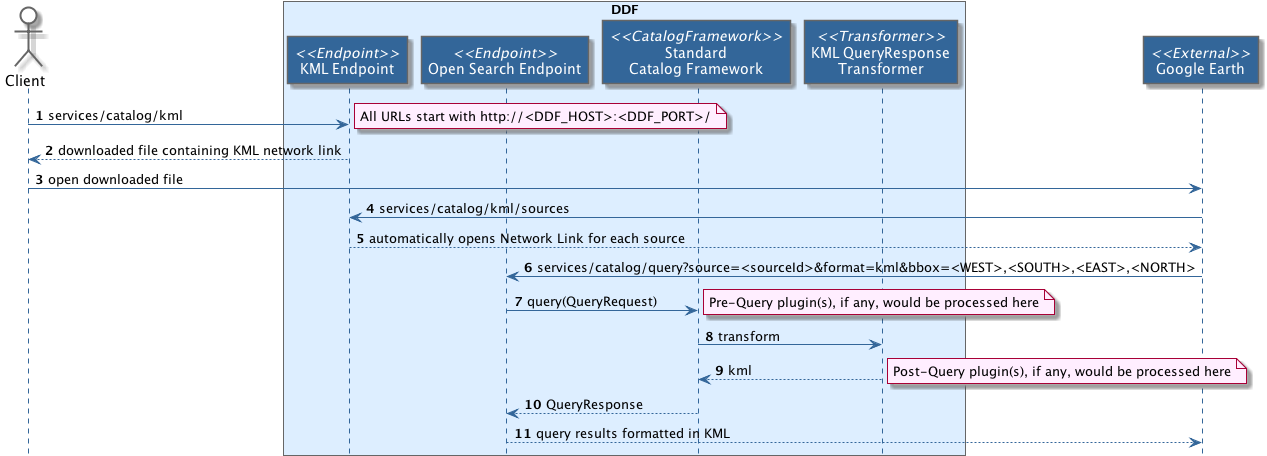 DDF
Client
<<Endpoint>>
KML Endpoint
<<Endpoint>>
Open Search Endpoint
<<CatalogFramework>>
Standard
Catalog Framework
<<Transformer>>
KML QueryResponse
Transformer
<<External>>
Google Earth
1 services/catalog/kml
All URLs start with http://<DDF_HOST>:<DDF_PORT>/
2 downloaded file containing KML network link
3 open downloaded file
4 services/catalog/kml/sources
5 automatically opens Network Link for each source
6 services/catalog/query?source=<sourceId>&format=kml&bbox=<WEST>,<SOUTH>,<EAST>,<NORTH>
7 query(QueryRequest)
Pre-Query plugin(s), if any, would be processed here
8 transform
9 kml
Post-Query plugin(s), if any, would be processed here
10 QueryResponse
11 query results formatted in KML